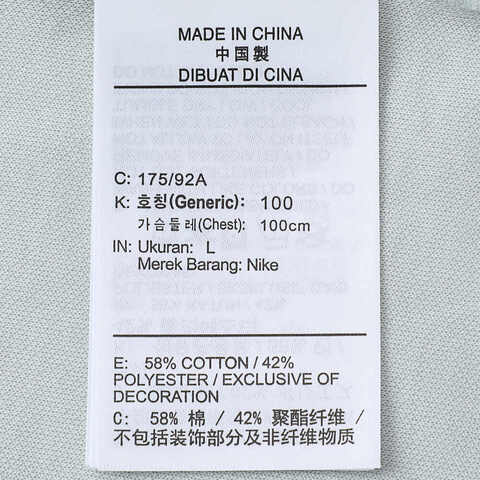 MADE IN CHINA
中国製
DIBUAT DI CINA
C: 175/92A
K: 호칭(Generic): 100
가슴둘레(Chest): 100cm
IN: Ukuran: L
Merek Barang: Nike
E: 58% COTTON / 42%
POLYESTER / EXCLUSIVE OF
DECORATION
C: 58% 棉 / 42% 聚酯纤维 /
不包括装饰部分及非纤维物质